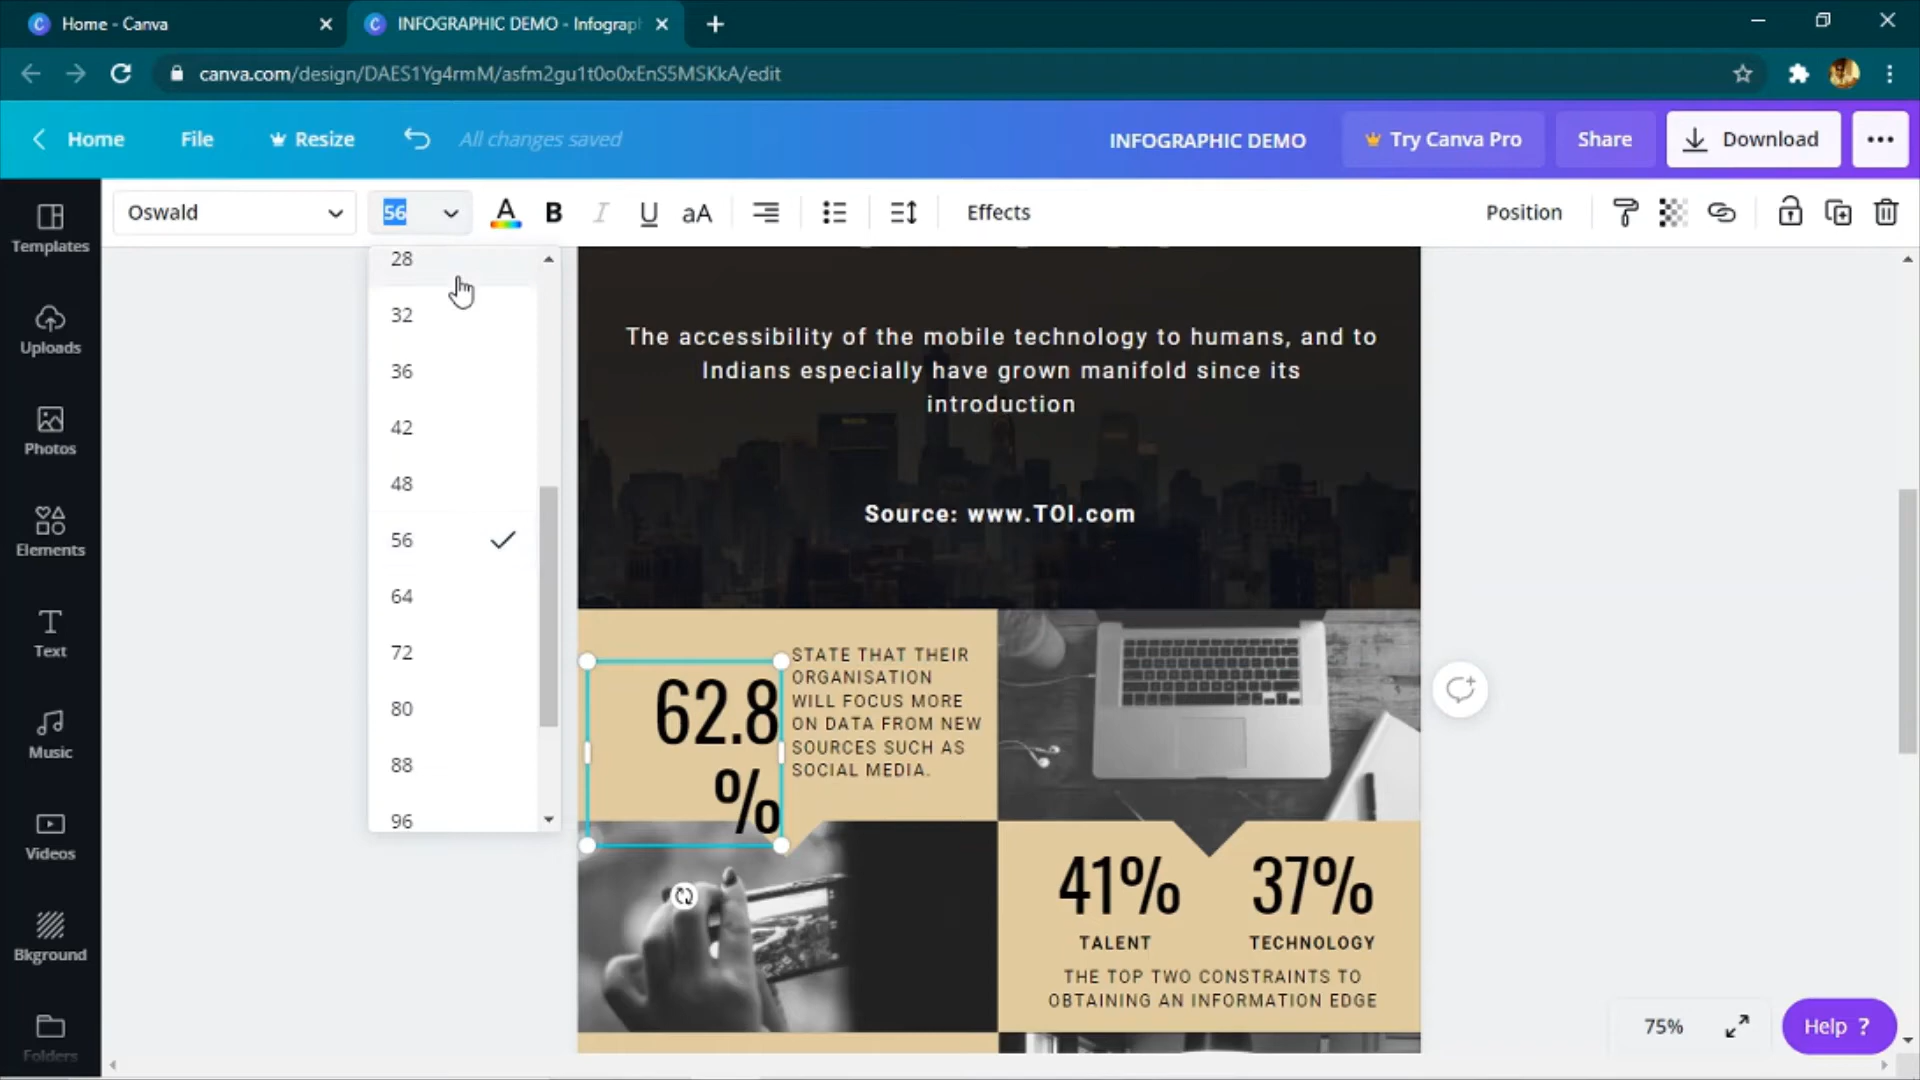 Home - Canva
INFOGRAPHIC DEMO - Infograph
canva.com/design/DAES1Yg4rmM/asfm2gu1t0o0xEnS5MSKkA/edit
Home
File
Resize
All changes saved
INFOGRAPHIC DEMO
Try Canva Pro
Share
Download
Oswald
56
A
B
I
U
aA
Effects
Position
Templates
Uploads
Photos
Elements
Text
Music
Videos
Bkground
Folders
28
32
36
42
48
56
64
72
80
88
96
The accessibility of the mobile technology to humans, and to
Indians especially have grown manifold since its
introduction
Source: www.TOI.com
62.8
%
STATE THAT THEIR
ORGANISATION
WILL FOCUS MORE
ON DATA FROM NEW
SOURCES SUCH AS
SOCIAL MEDIA.
41%
37%
TALENT
TECHNOLOGY
THE TOP TWO CONSTRAINTS TO
OBTAINING AN INFORMATION EDGE
75%
Help ?